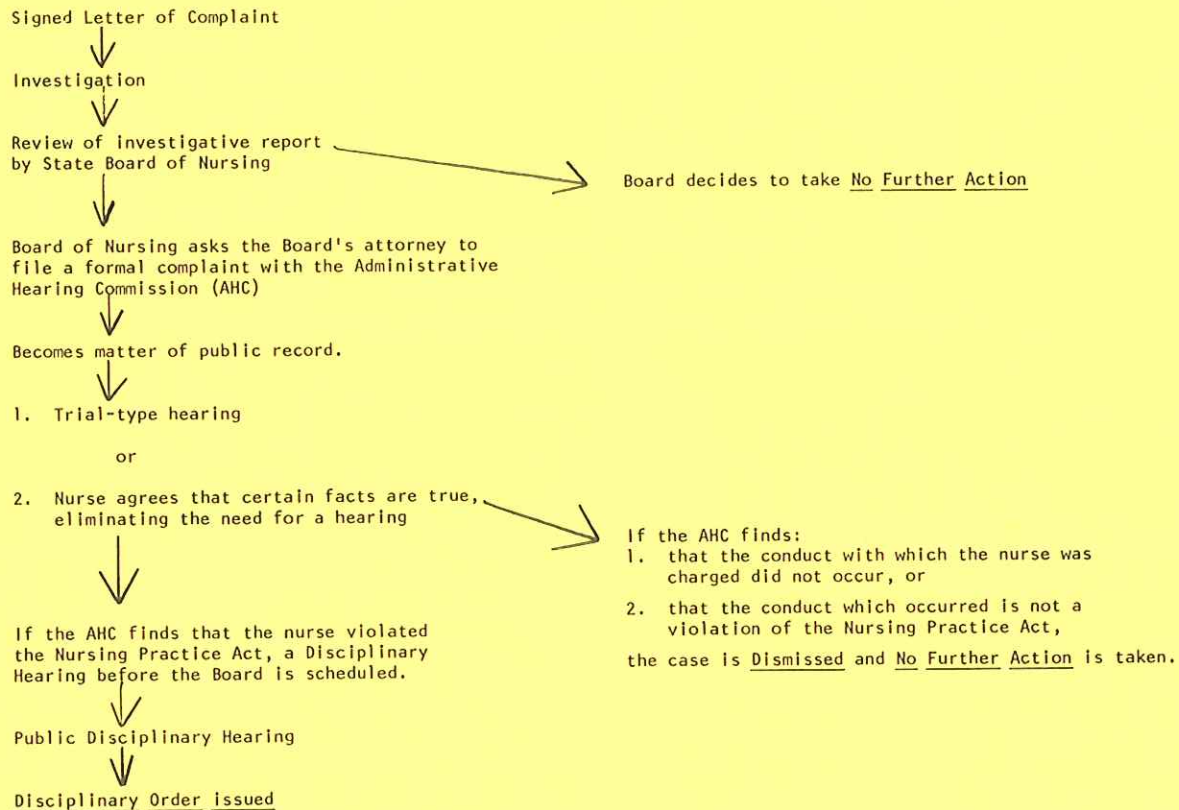 Signed Letter of Complaint
Investigation
Review of investigative report
by State Board of Nursing
Board decides to take No Further Action
Board of Nursing asks the Board's attorney to
file a formal complaint with the Administrative
Hearing Commission (AHC)
Becomes matter of public record.
1. Trial-type hearing
or
2. Nurse agrees that certain facts are true,
eliminating the need for a hearing
If the AHC finds:
1. that the conduct with which the nurse was
charged did not occur, or
2. that the conduct which occurred is not a
violation of the Nursing Practice Act,
the case is Dismissed and No Further Action is taken.
If the AHC finds that the nurse violated
the Nursing Practice Act, a Disciplinary
Hearing before the Board is scheduled.
Public Disciplinary Hearing
Disciplinary Order issued